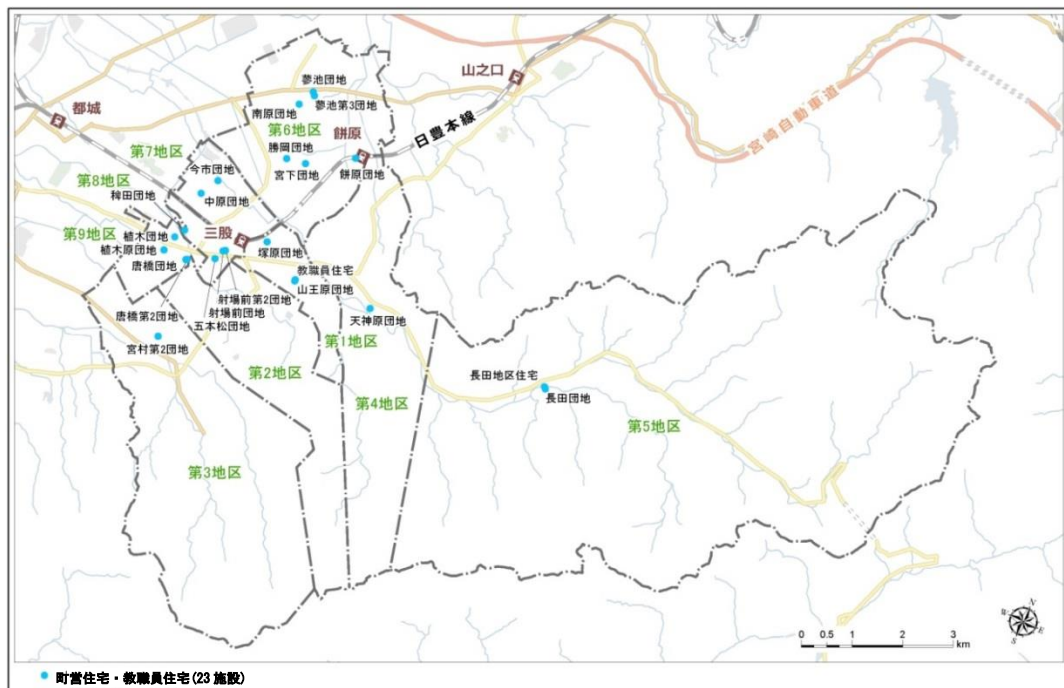 山之口
都城
夢池団地
夢池第3団地
南原団地
第6地区
餅原
日豊本線
宮崎自動車道
第7地区
今市団地
勝岡団地
宮下団地
餅原団地
第8地区
稗田団地
中原団地
第9地区
植木団地
三股
塚原団地
植木原団地
唐橋団地
教職員住宅
山王原団地
射場前第2団地
射場前団地
五本松団地
唐橋第2団地
天神原団地
宮村第2団地
第1地区
第2地区
長田地区住宅
長田団地
第4地区
第5地区
第3地区
N
W
E
S
0 0.5 1 2 3
km
町営住宅・教職員住宅(23施設)